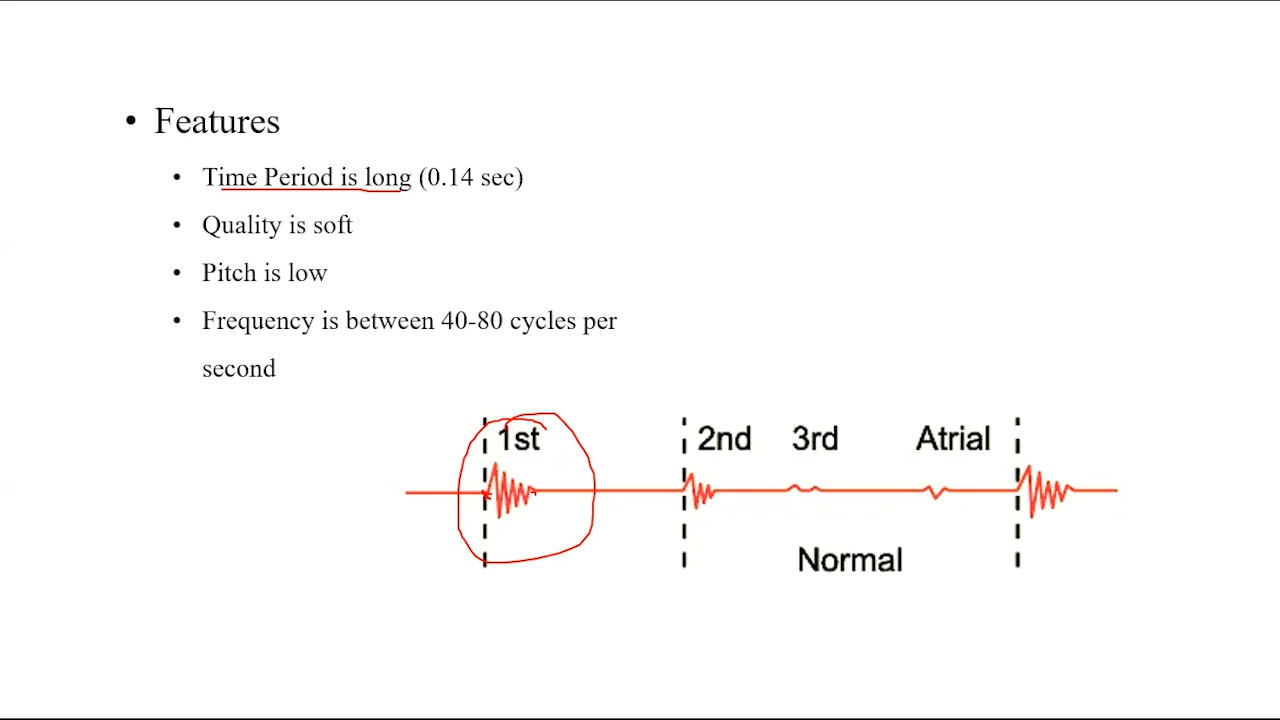 • Features
• Time Period is long (0.14 sec)
• Quality is soft
• Pitch is low
• Frequency is between 40-80 cycles per
second
1st 2nd 3rd Atrial
Normal